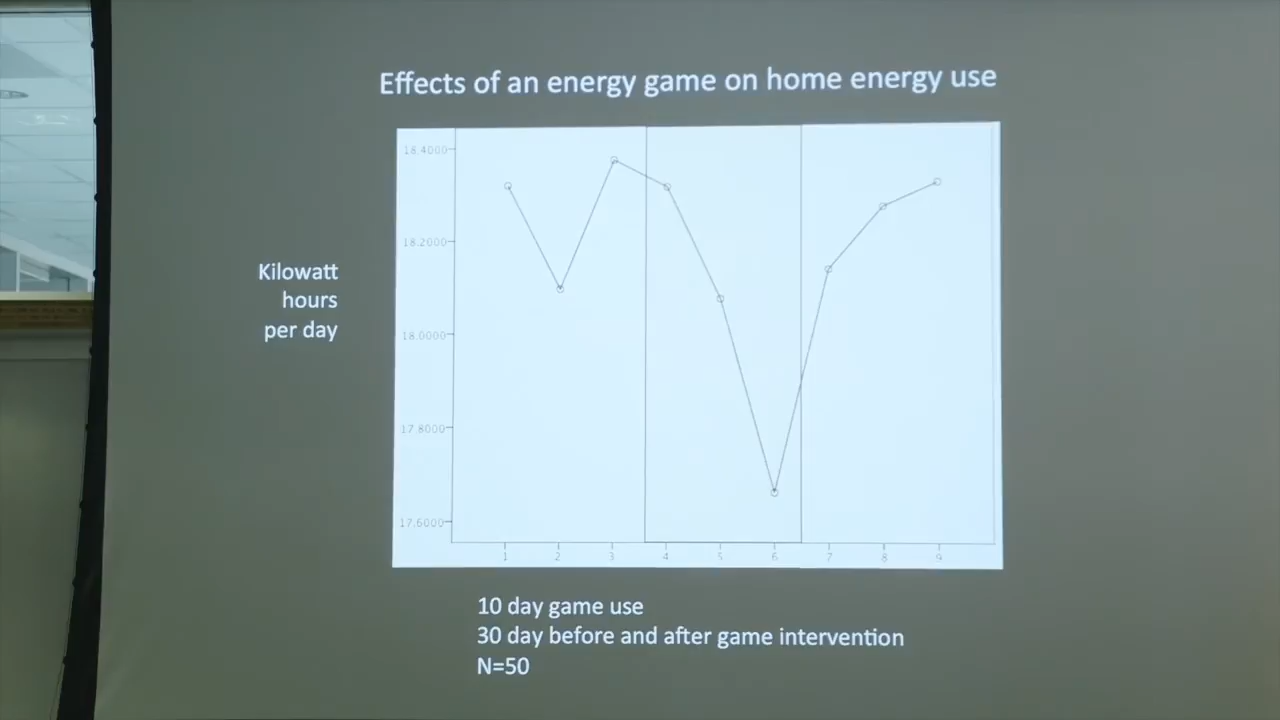 Effects of an energy game on home energy use
18.4000
18.2000
Kilowatt
hours
per day
18.0000
17.8000
17.6000
1 2 3 4 5 6 7 8 9
10 day game use
30 day before and after game intervention
N=50